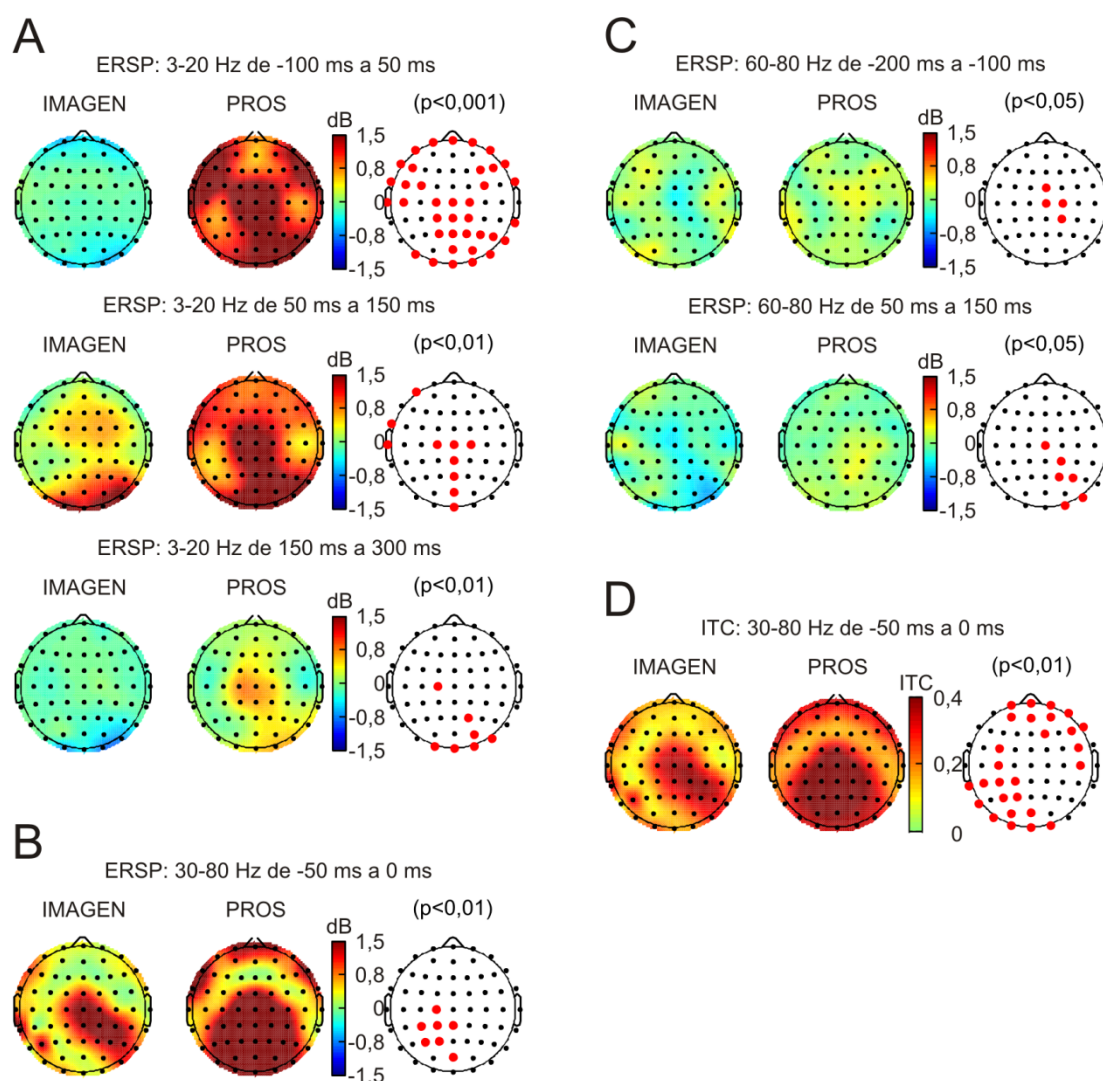 A
ERSP: 3-20 Hz de -100 ms a 50 ms
IMAGEN PROS (p<0,001)
dB
1,5
0,8
0
-0,8
-1,5
ERSP: 3-20 Hz de 50 ms a 150 ms
IMAGEN PROS (p<0,01)
dB
1,5
0,8
0
-0,8
-1,5
ERSP: 3-20 Hz de 150 ms a 300 ms
IMAGEN PROS (p<0,01)
dB
1,5
0,8
0
-0,8
-1,5
B
ERSP: 30-80 Hz de -50 ms a 0 ms
IMAGEN PROS (p<0,01)
dB
1,5
0,8
0
-0,8
-1,5
C
ERSP: 60-80 Hz de -200 ms a -100 ms
IMAGEN PROS (p<0,05)
dB
1,5
0,8
0
-0,8
-1,5
ERSP: 60-80 Hz de 50 ms a 150 ms
IMAGEN PROS (p<0,05)
dB
1,5
0,8
0
-0,8
-1,5
D
ITC: 30-80 Hz de -50 ms a 0 ms
IMAGEN PROS (p<0,01)
ITC
0,4
0,2
0